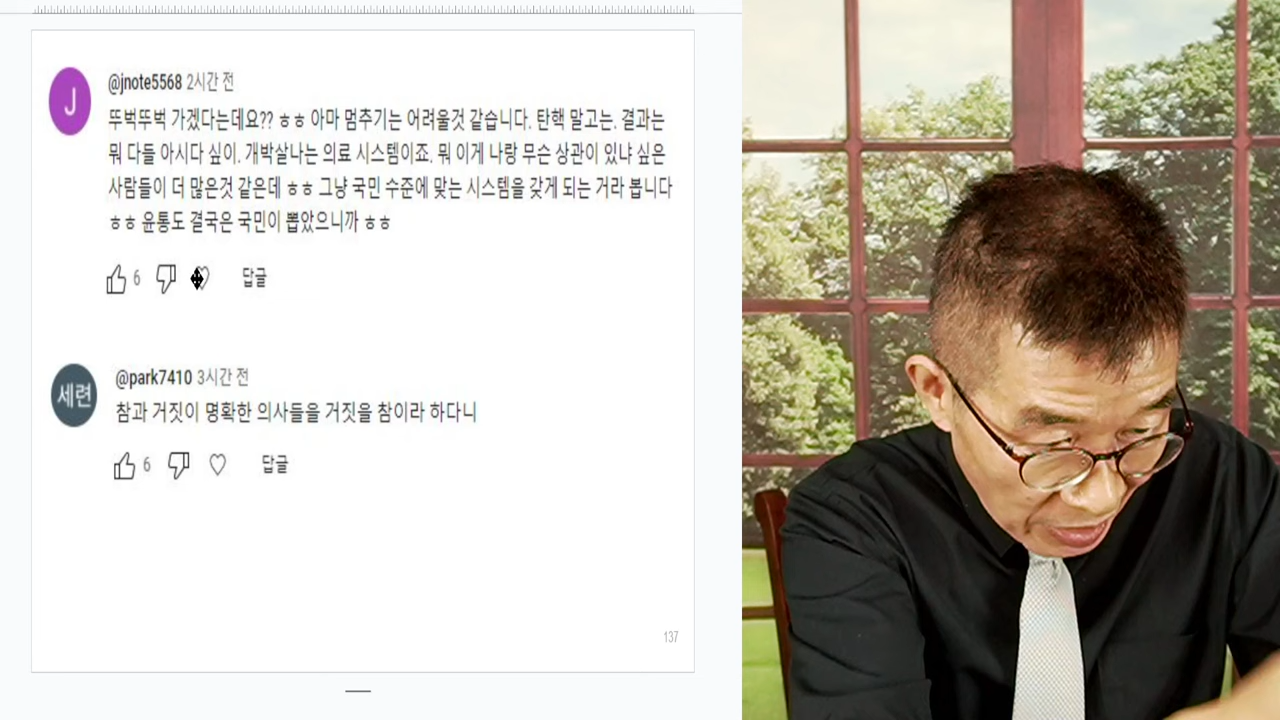 J
@jnote5568 2시간 전
뚜벅뚜벅 가겠다는데요?? ㅎㅎ 아마 멈추기는 어려울것 같습니다. 탄핵 말고는. 결과는
뭐 다들 아시다 싶이. 개박살나는 의료 시스템이죠. 뭐 이게 나랑 무슨 상관이 있냐 싶은
사람들이 더 많은것 같은데 ㅎㅎ 그냥 국민 수준에 맞는 시스템을 갖게 되는 거라 봅니다
ㅎㅎ 윤통도 결국은 국민이 뽑았으니까 ㅎㅎ
6 답글
세련
@park7410 3시간 전
참과 거짓이 명확한 의사들을 거짓을 참이라 하다니
6 답글
137